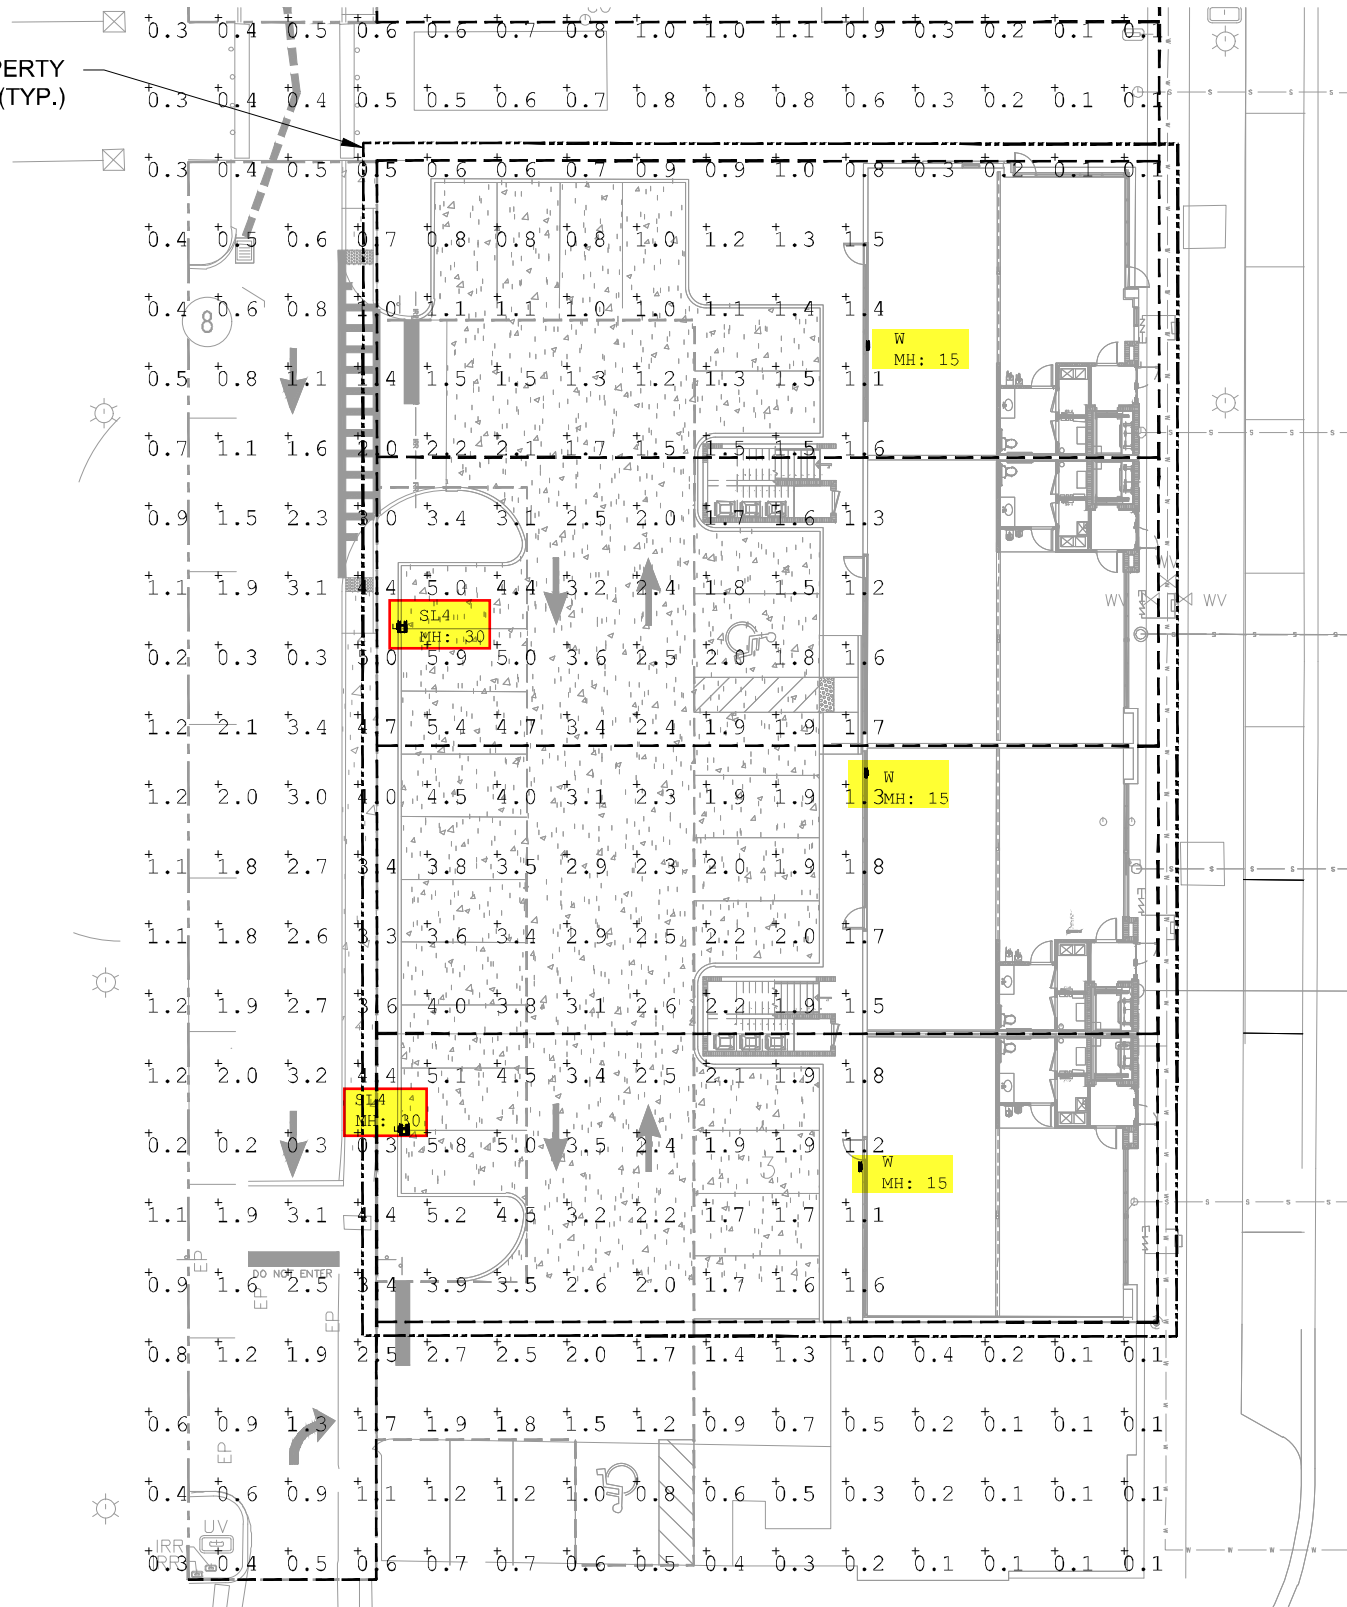 0.3 0.4 0.5 0.6 0.6 0.7 0.8 1.0 1.0 1.1 0.9 0.3 0.2 0.1 0.1
PERTY
(TYP.)
0.3 0.4 0.4 0.5 0.5 0.6 0.7 0.8 0.8 0.8 0.6 0.3 0.2 0.1 0.1
0.3 0.4 0.5 0.5 0.6 0.6 0.7 0.9 0.9 1.0 0.8 0.3 0.2 0.1 0.1
0.4 0.5 0.6 0.7 0.8 0.8 0.8 1.0 1.2 1.3 1.5
0.4 0.6 0.8 1.0 1.1 1.1 1.0 1.0 1.1 1.4 1.4
8
W
MH: 15
0.5 0.8 1.1 1.4 1.5 1.5 1.3 1.2 1.3 1.5 1.1
0.7 1.1 1.6 2.0 2.2 2.1 1.7 1.5 1.5 1.5 1.6
0.9 1.5 2.3 3.0 3.4 3.1 2.5 2.0 1.7 1.6 1.3
1.1 1.9 3.1 4.4 5.0 4.4 3.2 2.4 1.8 1.5 1.2
WV
WV WV
SL4
MH: 30
0.2 0.3 0.3 5.9 5.0 3.6 2.5 2.0 1.8 1.6
1.2 2.1 3.4 4.7 5.4 4.7 3.4 2.4 1.9 1.9 1.7
W
MH: 15
1.2 2.0 3.0 4.0 4.5 4.0 3.1 2.3 1.9 1.9 1.3
1.1 1.8 2.7 3.4 3.8 3.5 2.9 2.3 2.0 1.9 1.8
1.1 1.8 2.6 3.3 3.6 3.4 2.9 2.5 2.2 2.0 1.7
1.2 1.9 2.7 3.6 4.0 3.8 3.1 2.6 2.2 1.9 1.5
1.2 2.0 3.2 4.4 5.1 4.5 3.4 2.5 2.1 1.9 1.8
SL4
MH: 30
0.2 0.2 0.3 0.3 5.8 5.0 3.5 2.4 1.9 1.9 1.2
3
W
MH: 15
1.1 1.9 3.1 4.4 5.2 4.5 3.2 2.2 1.7 1.7 1.1
EP
DO NOT ENTER
0.9 1.6 2.5 3.4 3.9 3.5 2.6 2.0 1.7 1.6 1.6
EP
EP
0.8 1.2 1.9 2.5 2.7 2.5 2.0 1.7 1.4 1.3 1.0 0.4 0.2 0.1 0.1
0.6 0.9 1.3 1.7 1.9 1.8 1.5 1.2 0.9 0.7 0.5 0.2 0.1 0.1 0.1
EP
0.4 0.6 0.9 1.1 1.2 1.2 1.0 0.8 0.6 0.5 0.3 0.2 0.1 0.1 0.1
UV
IRR
0.3 0.4 0.5 0.6 0.7 0.7 0.6 0.5 0.4 0.3 0.2 0.1 0.1 0.1 0.1